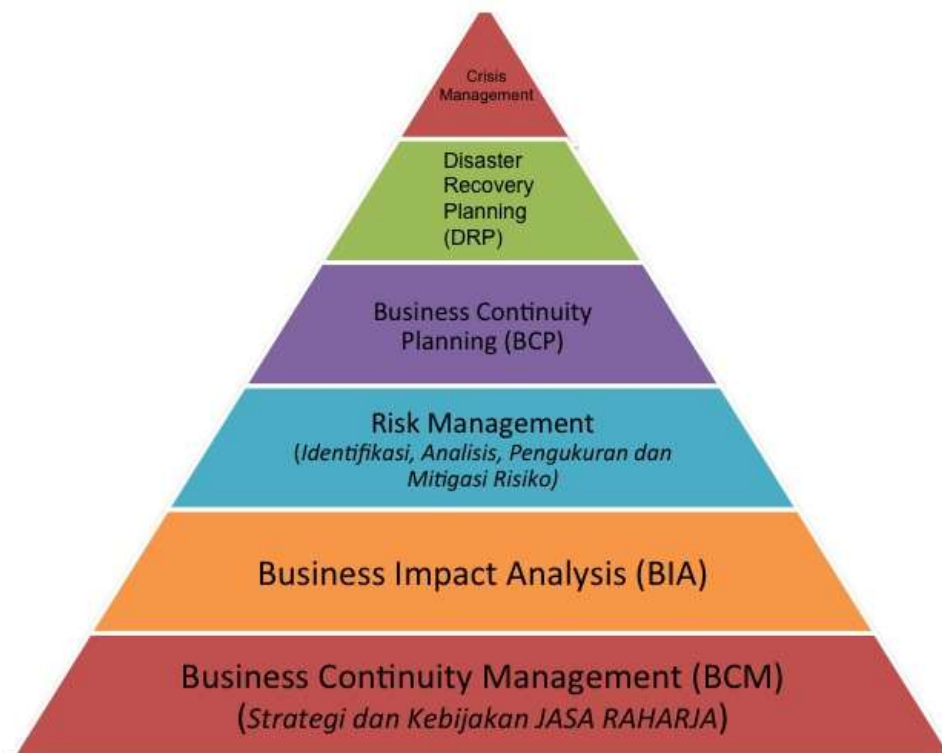 Crisis
Management
Disaster
Recovery
Planning
(DRP)
Business Continuity
Planning (BCP)
Risk Management
(Identifikasi, Analisis, Pengukuran dan
Mitigasi Risiko)
Business Impact Analysis (BIA)
Business Continuity Management (BCM)
(Strategi dan Kebijakan JASA RAHARJA)